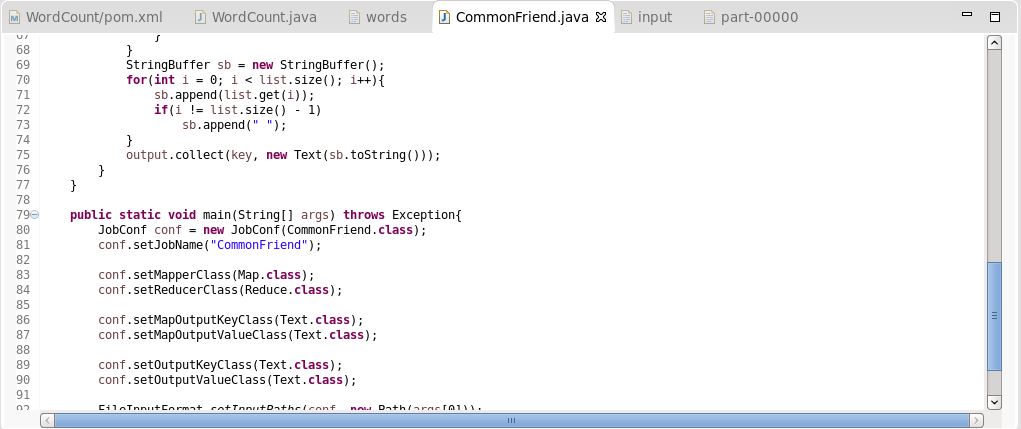 WordCount/pom.xml WordCount.java words CommonFriend.java input part-00000
67 }
68 }
69 StringBuffer sb = new StringBuffer();
70 for(int i = 0; i < list.size(); i++){
71 sb.append(list.get(i));
72 if(i != list.size() - 1)
73 sb.append(" ");
74 }
75 output.collect(key, new Text(sb.toString()));
76 }
77 }
78
79 public static void main(String[] args) throws Exception{
80 JobConf conf = new JobConf(CommonFriend.class);
81 conf.setJobName("CommonFriend");
82
83 conf.setMapperClass(Map.class);
84 conf.setReducerClass(Reduce.class);
85
86 conf.setMapOutputKeyClass(Text.class);
87 conf.setMapOutputValueClass(Text.class);
88
89 conf.setOutputKeyClass(Text.class);
90 conf.setOutputValueClass(Text.class);
91
92 FileInputFormat.setInputPaths(conf, new Path(args[0]));